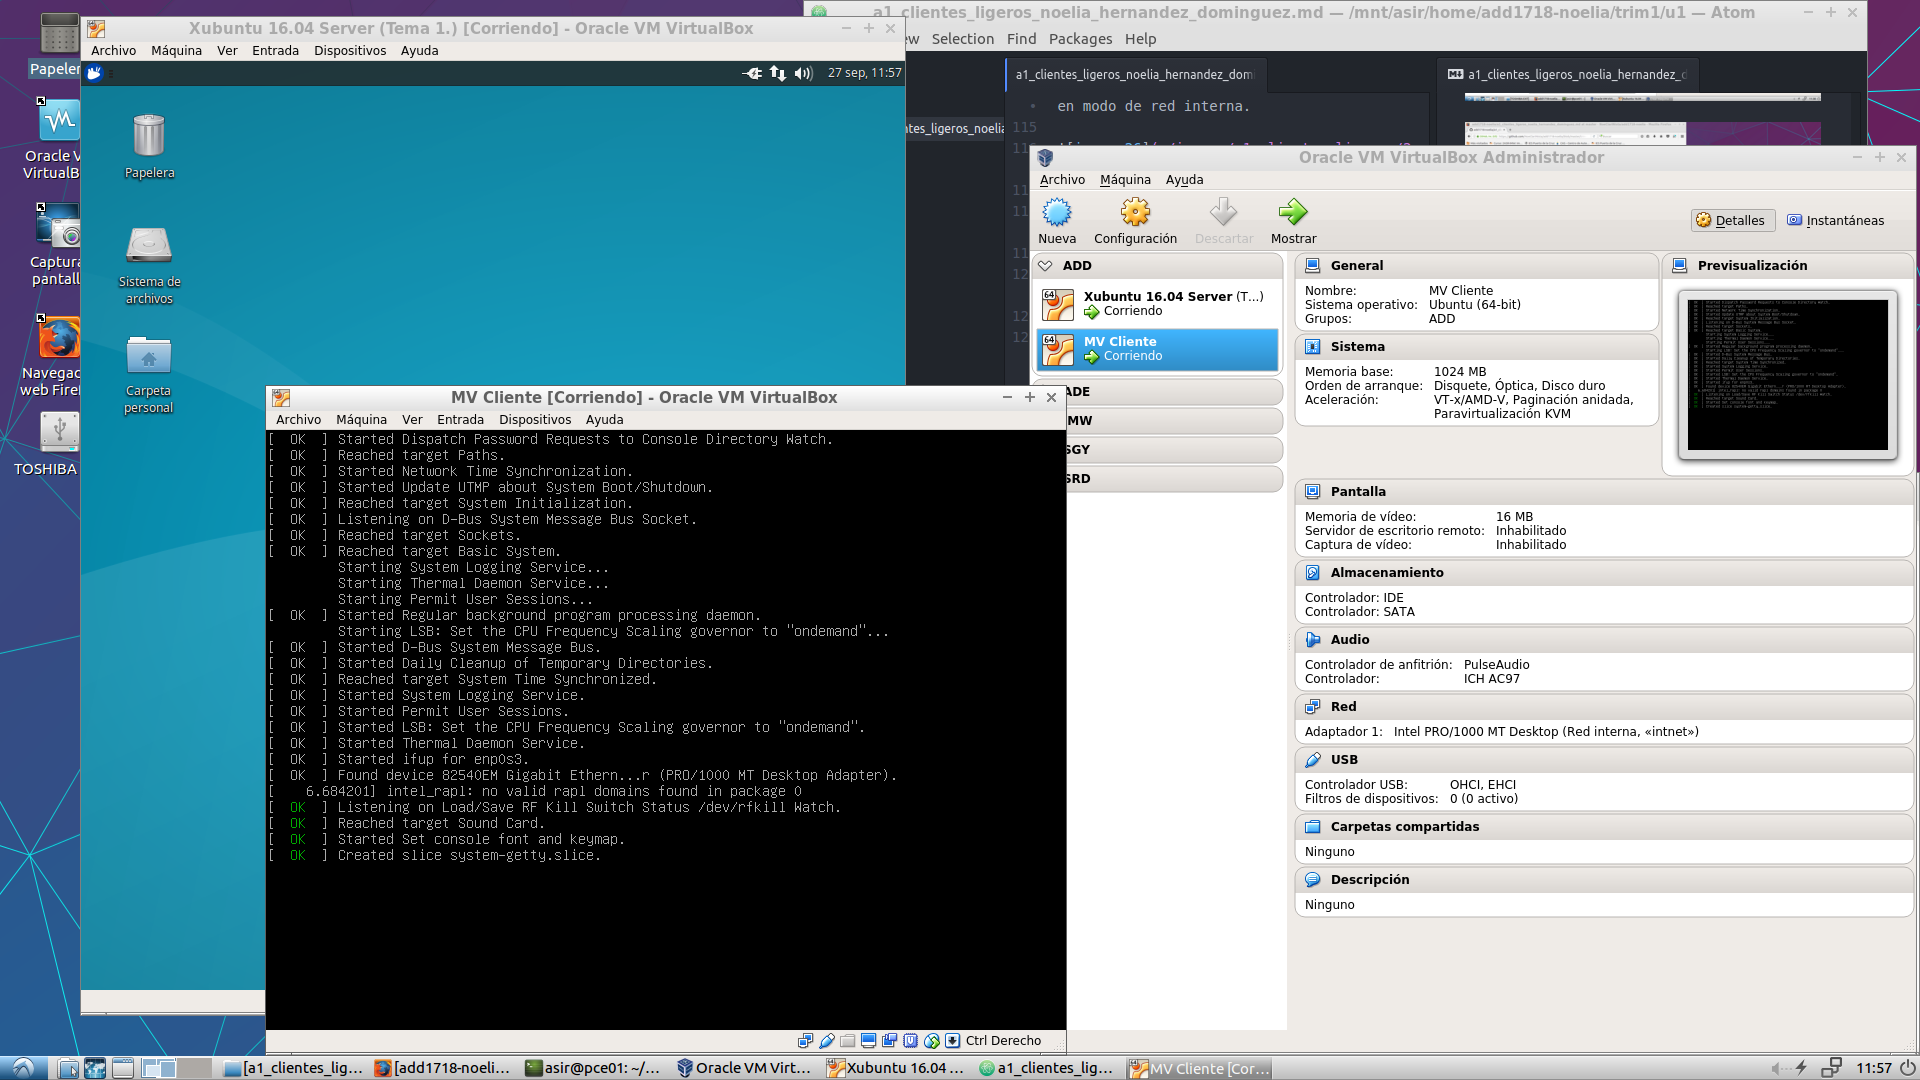 a1_clientes_ligeros_noelia_hernandez_dominguez.md — /mnt/asir/home/add1718-noelia/trim1/u1 — Atom
Selection Find Packages Help
a1_clientes_ligeros_noelia_hernandez_dom
a1_clientes_ligeros_noelia_hernandez_d
en modo de red interna.
115
Oracle VM VirtualBox Administrador
Archivo Máquina Ayuda
Nueva
Configuración
Descartar
Mostrar
Detalles
Instantáneas
ADD
Xubuntu 16.04 Server (T...)
Corriendo
MV Cliente
Corriendo
General
Nombre: MV Cliente
Sistema operativo: Ubuntu (64-bit)
Grupos: ADD
Sistema
Memoria base: 1024 MB
Orden de arranque: Disquete, Óptica, Disco duro
Aceleración: VT-x/AMD-V, Paginación anidada,
Paravirtualización KVM
Previsualización
Pantalla
Memoria de vídeo: 16 MB
Servidor de escritorio remoto: Inhabilitado
Captura de vídeo: Inhabilitado
Almacenamiento
Controlador: IDE
Controlador: SATA
Audio
Controlador de anfitrión: PulseAudio
Controlador: ICH AC97
Red
Adaptador 1: Intel PRO/1000 MT Desktop (Red interna, «intnet»)
USB
Controlador USB: OHCI, EHCI
Filtros de dispositivos: 0 (0 activo)
Carpetas compartidas
Ninguno
Descripción
Ninguno
Xubuntu 16.04 Server (Tema 1.) [Corriendo] - Oracle VM VirtualBox
Archivo Máquina Ver Entrada Dispositivos Ayuda
27 sep, 11:57
Papelera
Sistema de
archivos
Carpeta
personal
Papeler
Oracle V
VirtualB
Captura
pantall
Navegac
web Firef
TOSHIBA
MV Cliente [Corriendo] - Oracle VM VirtualBox
Archivo Máquina Ver Entrada Dispositivos Ayuda
[ OK ] Started Dispatch Password Requests to Console Directory Watch.
[ OK ] Reached target Paths.
[ OK ] Started Network Time Synchronization.
[ OK ] Started Update UTMP about System Boot/Shutdown.
[ OK ] Reached target System Initialization.
[ OK ] Listening on D-Bus System Message Bus Socket.
[ OK ] Reached target Sockets.
[ OK ] Reached target Basic System.
Starting System Logging Service...
Starting Thermal Daemon Service...
Starting Permit User Sessions...
[ OK ] Started Regular background program processing daemon.
Starting LSB: Set the CPU Frequency Scaling governor to "ondemand"...
[ OK ] Started D-Bus System Message Bus.
[ OK ] Started Daily Cleanup of Temporary Directories.
[ OK ] Reached target System Time Synchronized.
[ OK ] Started System Logging Service.
[ OK ] Started Permit User Sessions.
[ OK ] Started LSB: Set the CPU Frequency Scaling governor to "ondemand".
[ OK ] Started Thermal Daemon Service.
[ OK ] Started ifup for enp0s3.
[ OK ] Found device 82540EM Gigabit Ethern...r (PRO/1000 MT Desktop Adapter).
[ 6.684201] intel_rapl: no valid rapl domains found in package 0
[ OK ] Listening on Load/Save RF Kill Switch Status /dev/rfkill Watch.
[ OK ] Reached target Sound Card.
[ OK ] Started Set console font and keymap.
[ OK ] Created slice system-getty.slice.
Ctrl Derecho
[a1_clientes_lig... [add1718-noeli... asir@pce01: ~/... Oracle VM Virt... Xubuntu 16.04 ... a1_clientes_lig... MV Cliente [Cor... 11:57